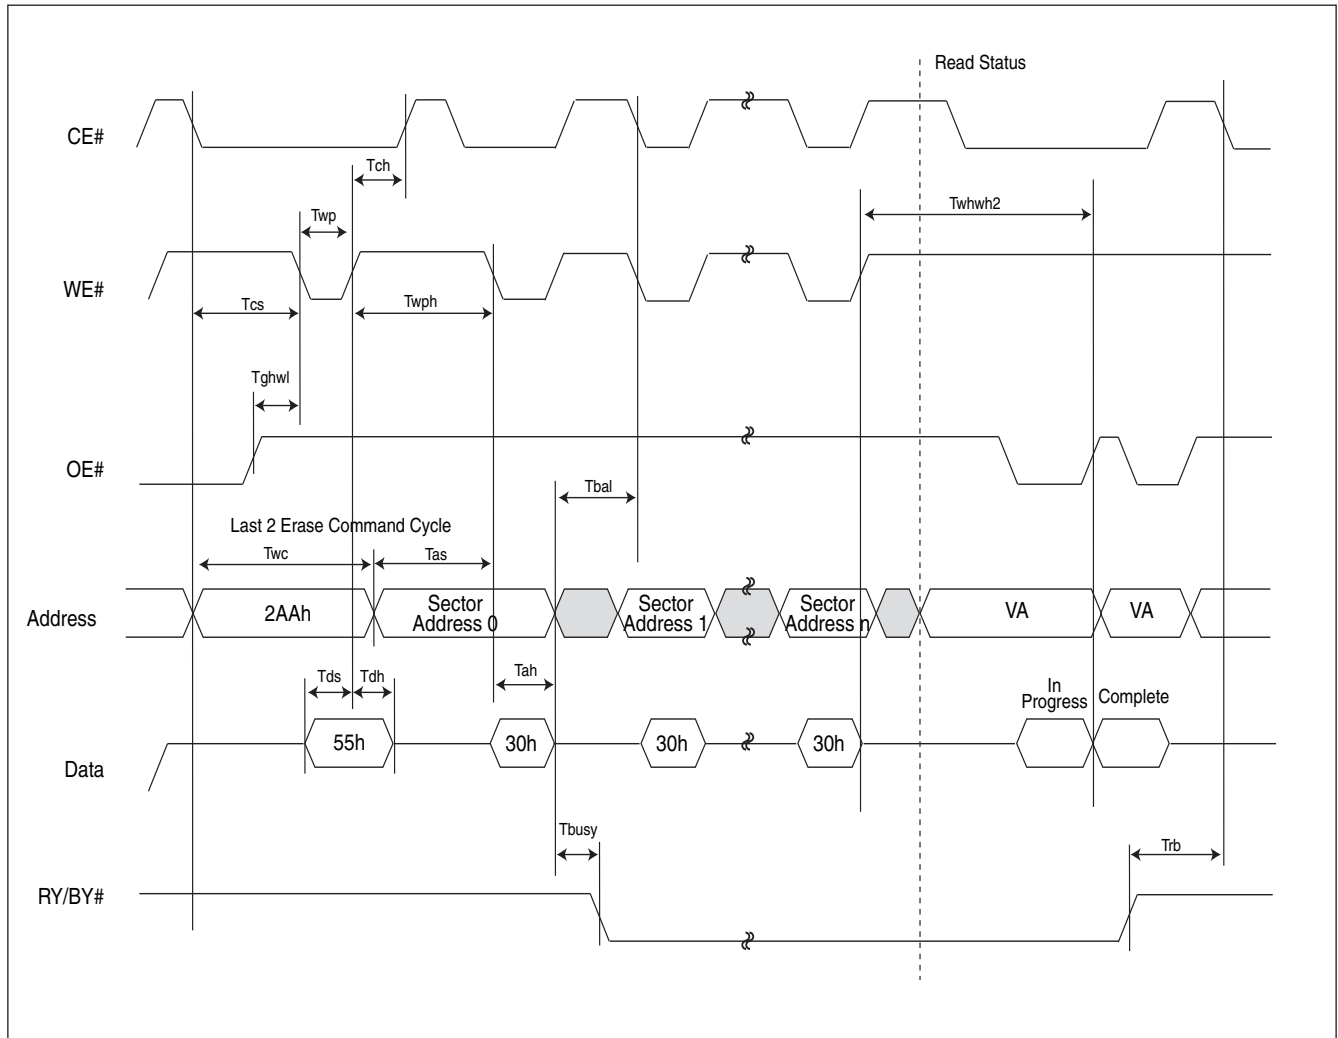 Read Status
CE#
Tch
Twp
Twhwh2
WE#
Tcs
Twph
Tghwl
OE#
Tbal
Last 2 Erase Command Cycle
Twc
Tas
Address
2AAh
Sector
Address 0
Sector
Address 1
Sector
Address n
VA
VA
Tds
Tdh
Tah
In
Progress
Complete
Data
55h
30h
30h
30h
Tbusy
Trb
RY/BY#